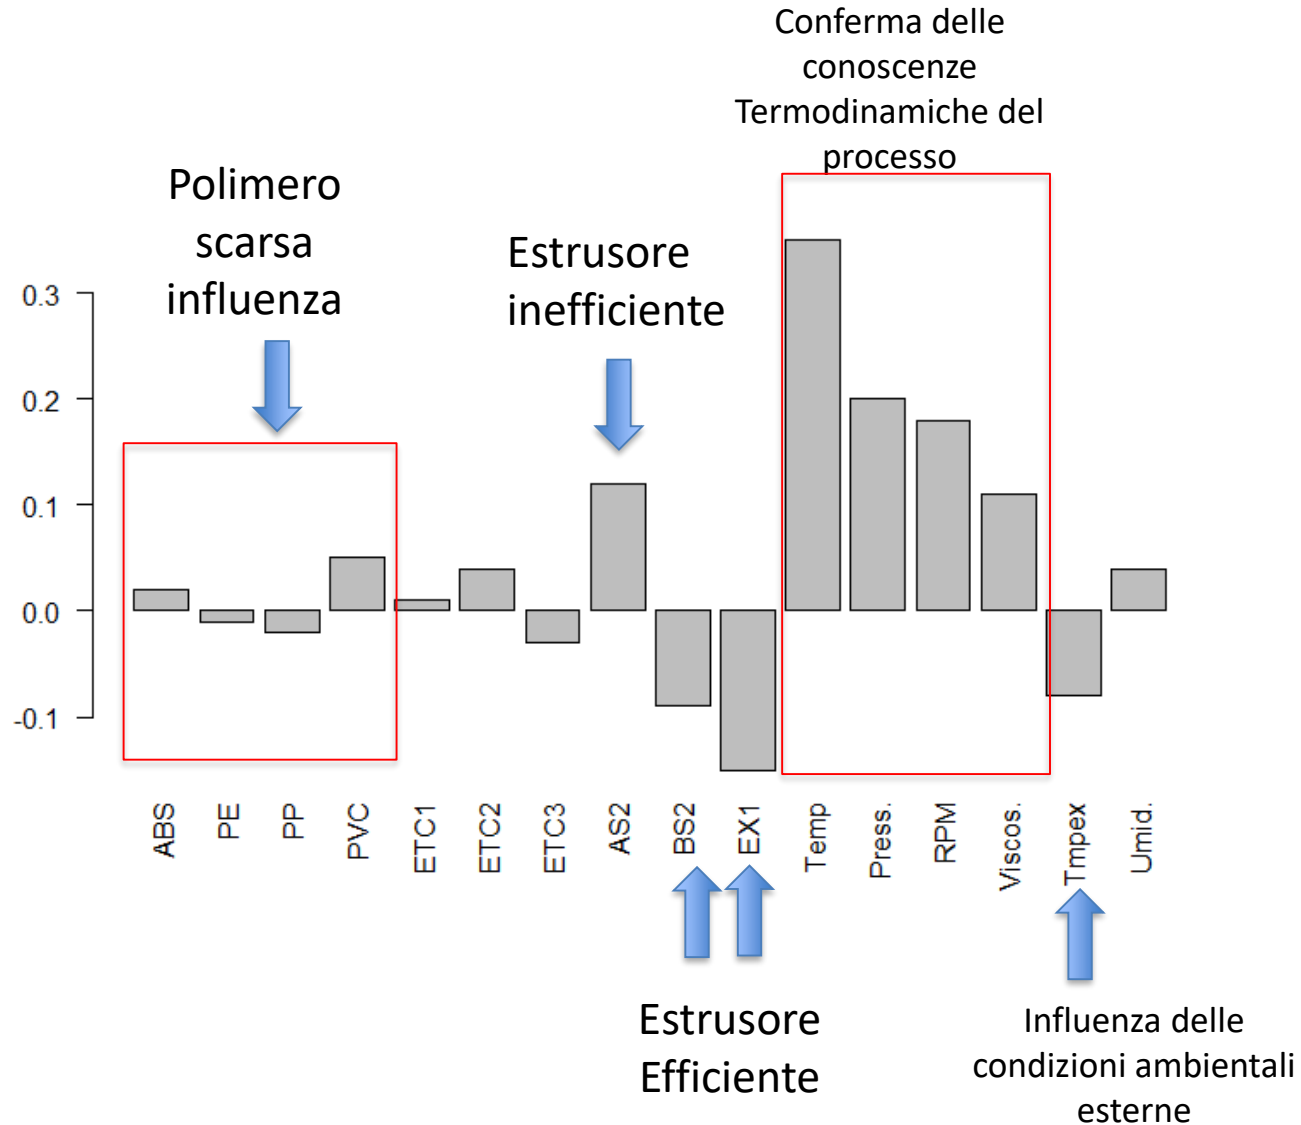 Conferma delle
conoscenze
Termodinamiche del
processo
Polimero
scarsa
influenza
Estrusore
inefficiente
0.3
0.2
0.1
0.0
-0.1
ABS
PE
PP
PVC
ETC1
ETC2
ETC3
AS2
BS2
EX1
Temp
Press.
RPM
Viscos.
Tmpex
Umid.
Estrusore
Efficiente
Influenza delle
condizioni ambientali
esterne